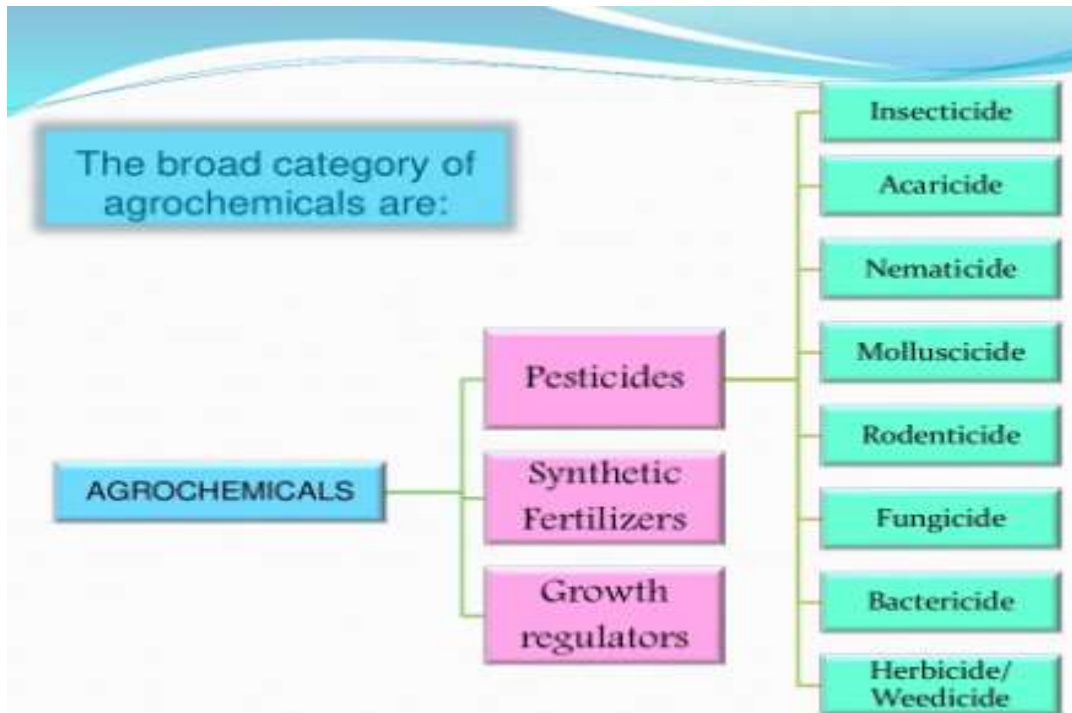 The broad category of
agrochemicals are:
AGROCHEMICALS
Pesticides
Synthetic
Fertilizers
Growth
regulators
Insecticide
Acaricide
Nematicide
Molluscicide
Rodenticide
Fungicide
Bactericide
Herbicide/
Weedicide